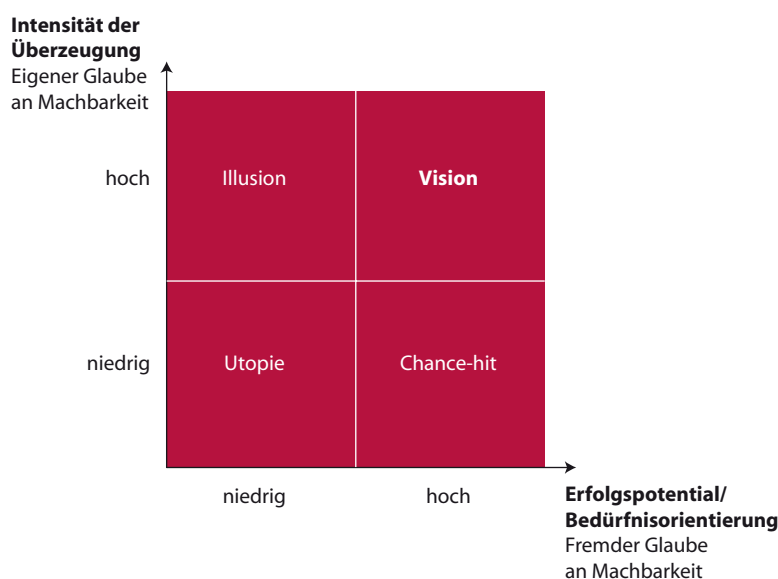 Intensität der
Überzeugung
Eigener Glaube
an Machbarkeit
hoch
Illusion
Vision
niedrig
Utopie
Chance-hit
niedrig
hoch
Erfolgspotential/
Bedürfnisorientierung
Fremder Glaube
an Machbarkeit